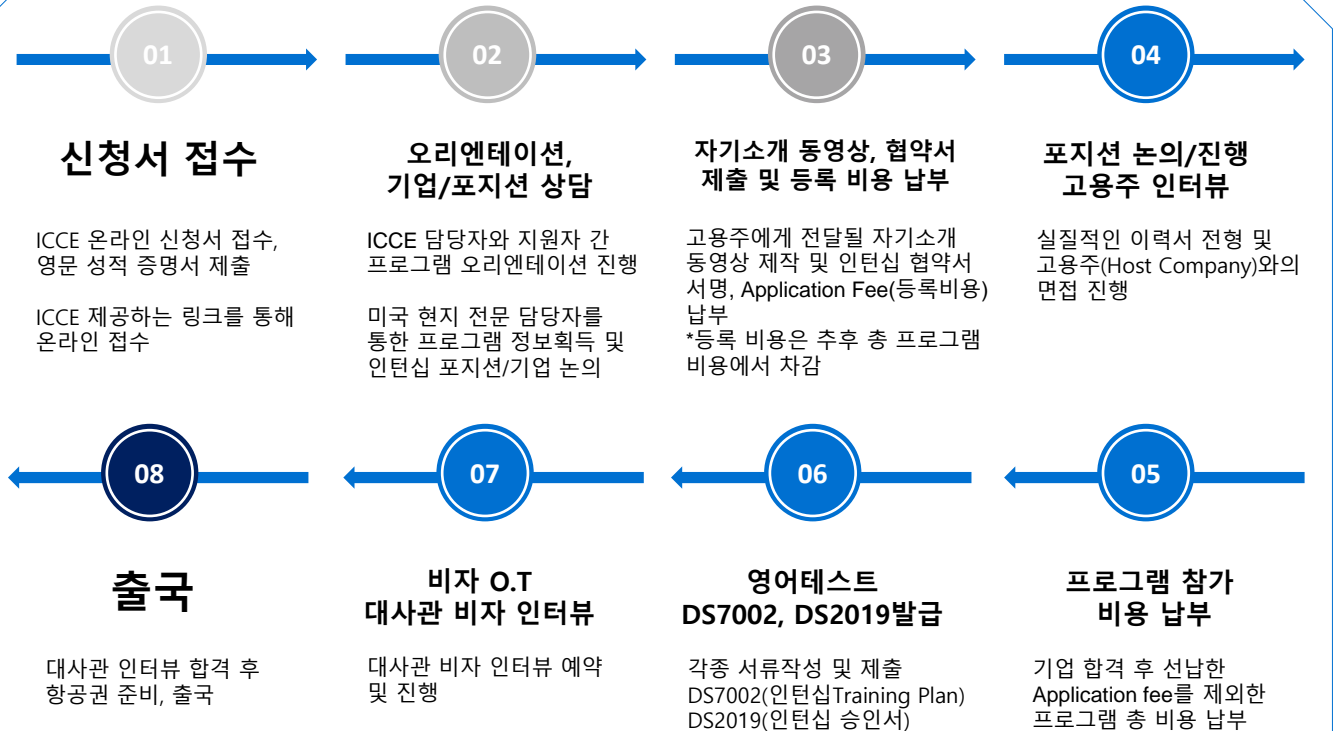 01
신청서 접수
ICCE 온라인 신청서 접수,
영문 성적 증명서 제출
ICCE 제공하는 링크를 통해
온라인 접수
02
오리엔테이션,
기업/포지션 상담
ICCE 담당자와 지원자 간
프로그램 오리엔테이션 진행
미국 현지 전문 담당자를
통한 프로그램 정보획득 및
인턴십 포지션/기업 논의
03
자기소개 동영상, 협약서
제출 및 등록 비용 납부
고용주에게 전달될 자기소개
동영상 제작 및 인턴십 협약서
서명, Application Fee(등록비용)
납부
*등록 비용은 추후 총 프로그램
비용에서 차감
04
포지션 논의/진행
고용주 인터뷰
실질적인 이력서 전형 및
고용주(Host Company)와의
면접 진행
05
프로그램 참가
비용 납부
기업 합격 후 선납한
Application fee를 제외한
프로그램 총 비용 납부
06
영어테스트
DS7002, DS2019발급
각종 서류작성 및 제출
DS7002(인턴십Training Plan)
DS2019(인턴십 승인서)
07
비자 O.T
대사관 비자 인터뷰
대사관 비자 인터뷰 예약
및 진행
08
출국
대사관 인터뷰 합격 후
항공권 준비, 출국